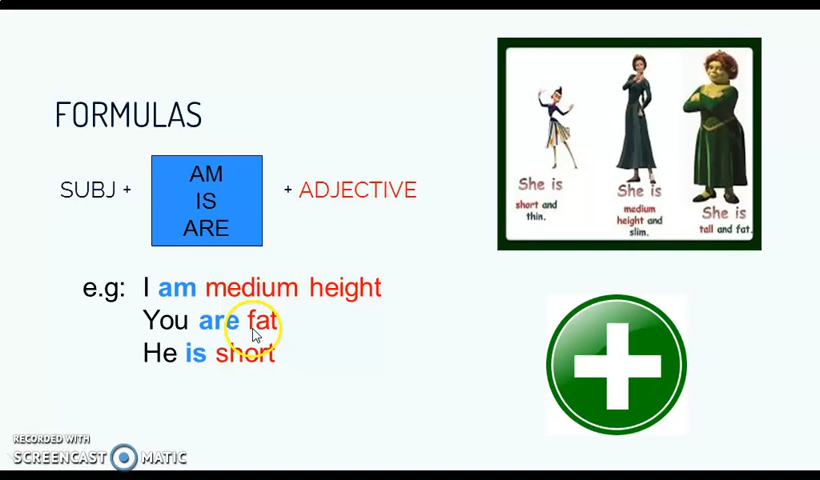 FORMULAS
SUBJ +
AM
IS
ARE
+ ADJECTIVE
e.g: I am medium height
You are fat
He is short
She is
short and
thin.
She is
medium
height and
slim.
She is
tall and fat.
RECORDED WITH
SCREENCAST MATIC